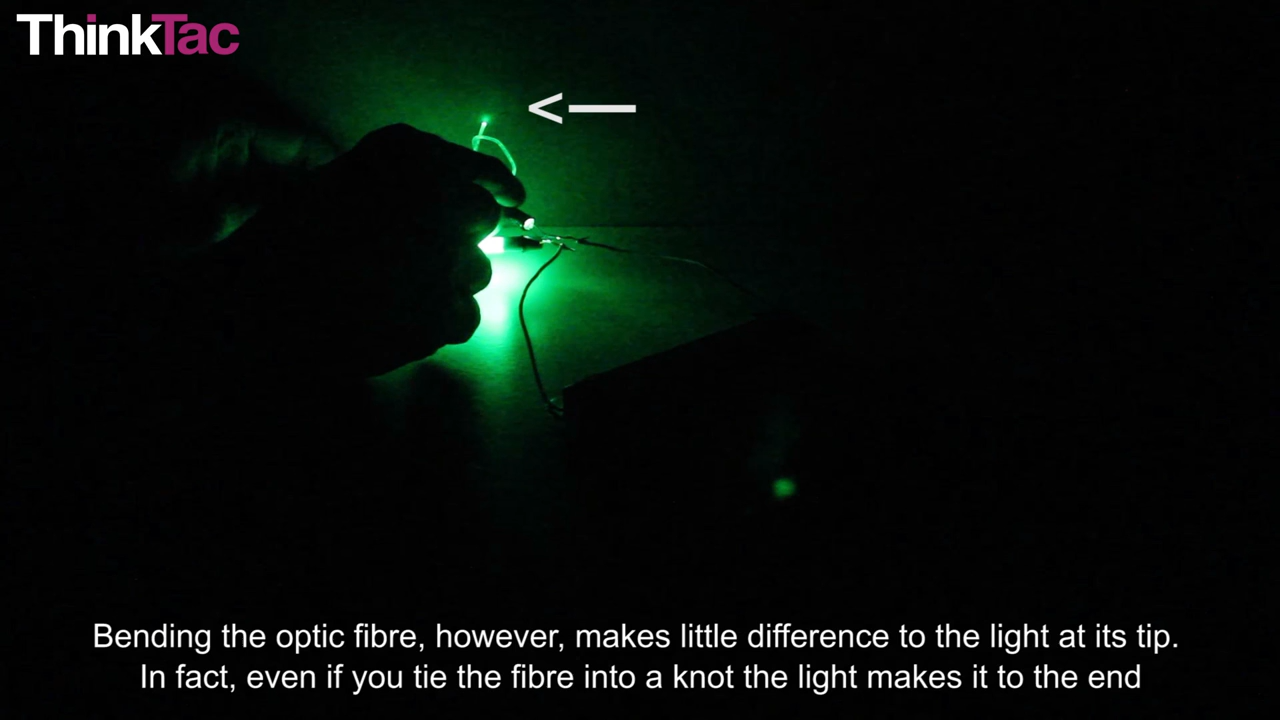 ThinkTac
Bending the optic fibre, however, makes little difference to the light at its tip.
In fact, even if you tie the fibre into a knot the light makes it to the end